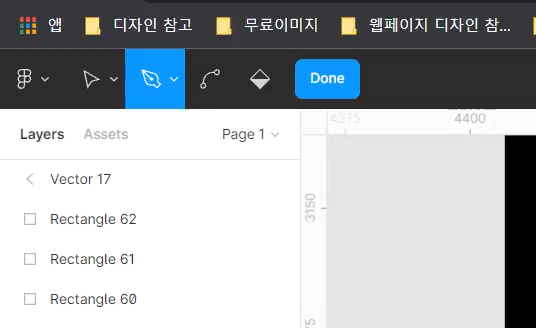 앱 디자인 참고 무료이미지 웹페이지 디자인 참...
Done
Layers Assets Page 1
4375 4400
Vector 17
3150
Rectangle 62
Rectangle 61
Rectangle 60